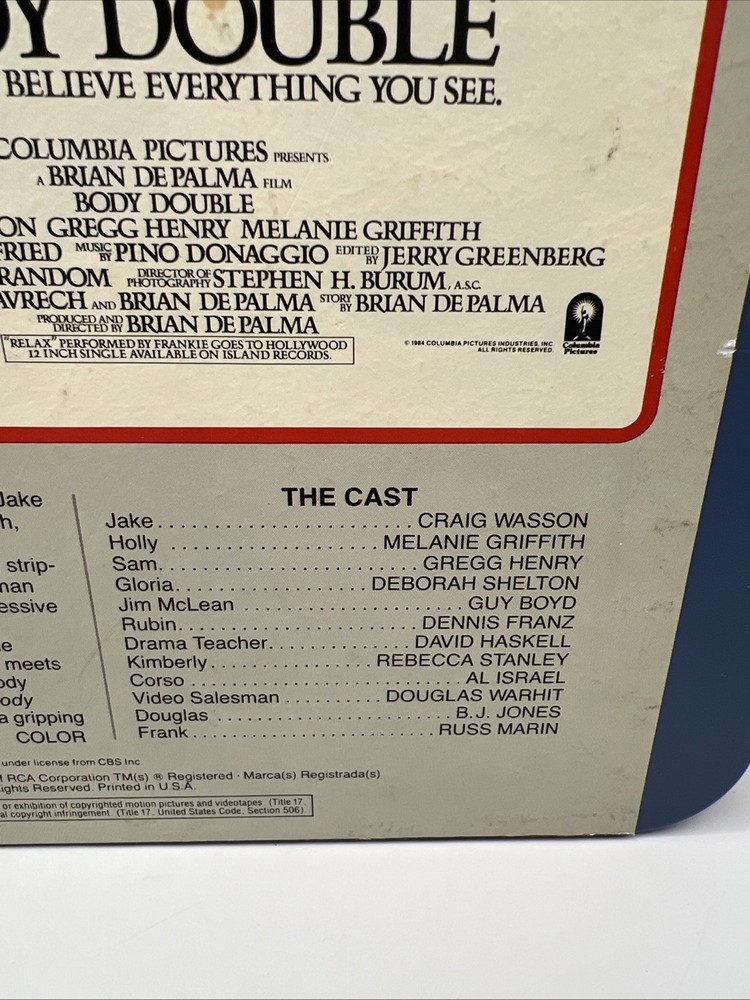 DY DOUBLE
BELIEVE EVERYTHING YOU SEE.
COLUMBIA PICTURES PRESENTS
A BRIAN DE PALMA FILM
BODY DOUBLE
ON GREGG HENRY MELANIE GRIFFITH
FRIED MUSIC BY PINO DONAGGIO EDITED BY JERRY GREENBERG
RANDOM DIRECTOR OF PHOTOGRAPHY STEPHEN H. BURUM, A.S.C.
AVRECH AND BRIAN DE PALMA STORY BY BRIAN DE PALMA
PRODUCED AND DIRECTED BY BRIAN DE PALMA
"RELAX" PERFORMED BY FRANKIE GOES TO HOLLYWOOD
12 INCH SINGLE AVAILABLE ON ISLAND RECORDS.
© 1984 COLUMBIA PICTURES INDUSTRIES, INC.
ALL RIGHTS RESERVED.
Columbia
Pictures
Jake
h,
strip-
man
essive
e
meets
ody
ody
a gripping
COLOR
THE CAST
Jake.......................CRAIG WASSON
Holly ...................MELANIE GRIFFITH
Sam.......................GREGG HENRY
Gloria.................DEBORAH SHELTON
Jim McLean ....................GUY BOYD
Rubin......................DENNIS FRANZ
Drama Teacher.............DAVID HASKELL
Kimberly...............REBECCA STANLEY
Corso .........................AL ISRAEL
Video Salesman ..........DOUGLAS WARHIT
Douglas ......................B.J. JONES
Frank.......................RUSS MARIN
under license from CBS Inc
RCA Corporation TM(s) ® Registered · Marca(s) Registrada(s)
ights Reserved. Printed in U.S.A.
or exhibition of copyrighted motion pictures and videotapes (Title 17,
al copyright infringement. (Title 17, United States Code, Section 506).